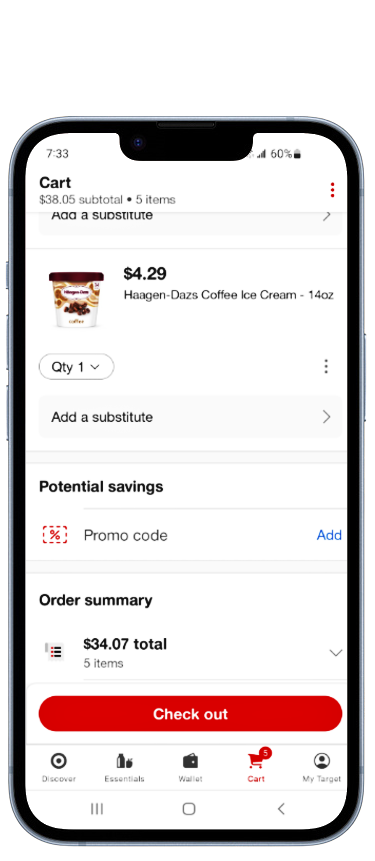 7:33
60%
Cart
$38.05 subtotal • 5 items
Add a substitute
$4.29
Haagen-Dazs Coffee Ice Cream - 14oz
Häagen-Dazs
coffee
Qty 1
Add a substitute
Potential savings
%
Promo code
Add
Order summary
$34.07 total
5 items
Check out
5
Discover
Essentials
Wallet
Cart
My Target